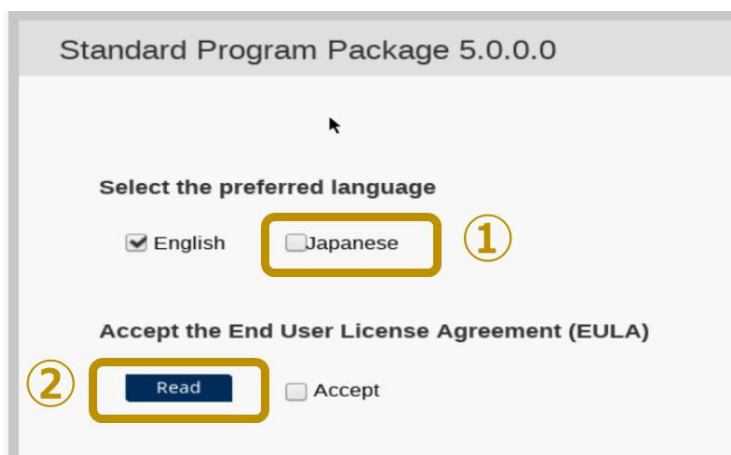 Standard Program Package 5.0.0.0
Select the preferred language
English Japanese ①
Accept the End User License Agreement (EULA)
② Read Accept